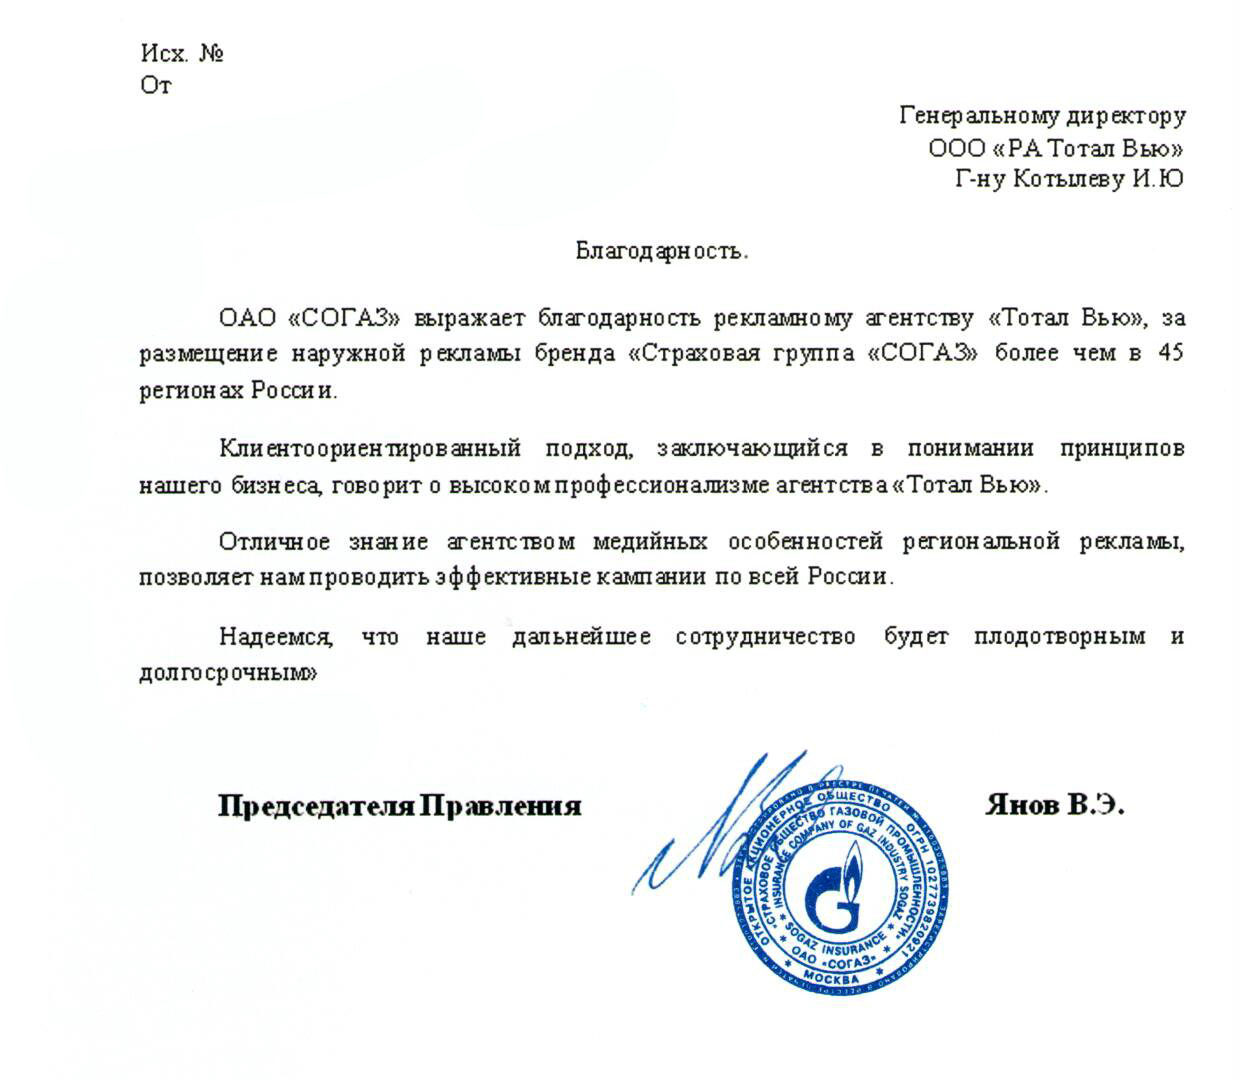 Исх. №
От
Генеральному директору
ООО «РА Тотал Вью»
Г-ну Котылеву И.Ю
Благодарность.
ОАО «СОГАЗ» выражает благодарность рекламному агентству «Тотал Вью», за
размещение наружной рекламы бренда «Страховая группа «СОГАЗ» более чем в 45
регионах России.
Клиентоориентированный подход, заключающийся в понимании принципов
нашего бизнеса, говорит о высоком профессионализме агентства «Тотал Вью».
Отличное знание агентством медийных особенностей региональной рекламы,
позволяет нам проводить эффективные кампании по всей России.
Надеемся, что наше дальнейшее сотрудничество будет плодотворным и
долгосрочным»
Председателя Правления
Янов В.Э.
ОТКРЫТОЕ АКЦИОНЕРНОЕ ОБЩЕСТВО ОГРН 1027739820921
* МОСКВА *
"СТРАХОВОЕ ОБЩЕСТВО ГАЗОВОЙ ПРОМЫШЛЕННОСТИ"
* ОАО «СОГАЗ» *
INSURANCE COMPANY OF GAZ INDUSTRY SOGAZ
* SOGAZ INSURANCE *